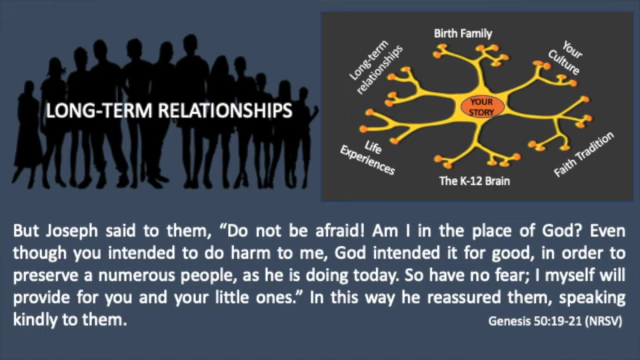 LONG-TERM RELATIONSHIPS
Birth Family
Long-term
relationships
Your
Culture
YOUR
STORY
Life
Experiences
Faith Tradition
The K-12 Brain
But Joseph said to them, “Do not be afraid! Am I in the place of God? Even
though you intended to do harm to me, God intended it for good, in order to
preserve a numerous people, as he is doing today. So have no fear; I myself will
provide for you and your little ones.” In this way he reassured them, speaking
kindly to them.
Genesis 50:19-21 (NRSV)